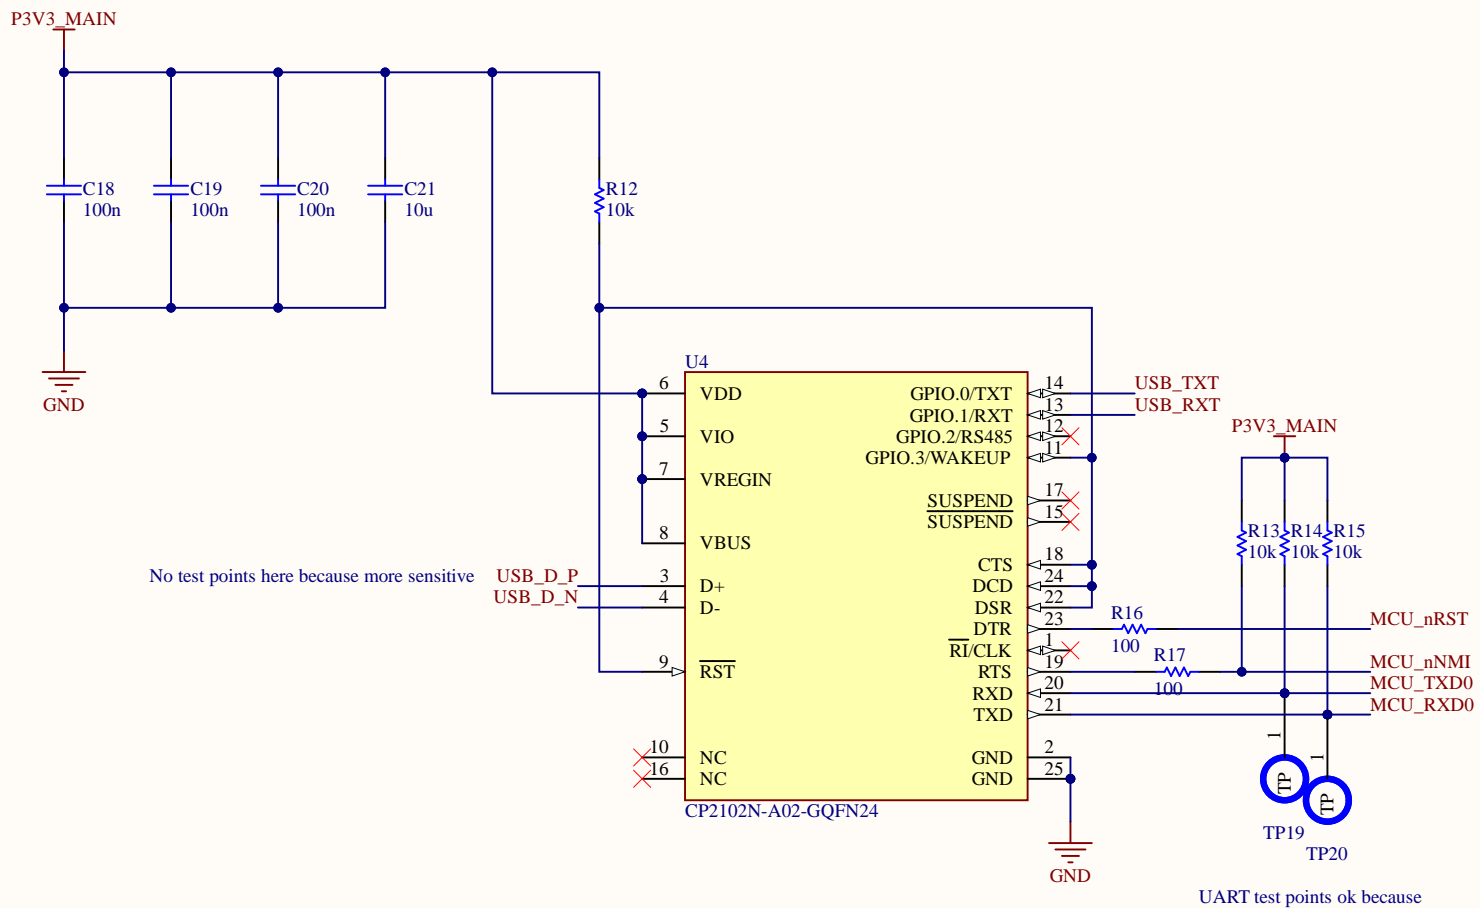 P3V3_MAIN
C18
100n
C19
100n
C20
100n
C21
10u
R12
10k
GND
U4
6 VDD
5 VIO
7 VREGIN
8 VBUS
3 D+
4 D-
9 RST
10 NC
16 NC
GPIO.0/TXT 14
GPIO.1/RXT 13
GPIO.2/RS485 12
GPIO.3/WAKEUP 11
SUSPEND 17
SUSPEND 15
CTS 18
DCD 24
DSR 22
DTR 23
RI/CLK 1
RTS 19
RXD 20
TXD 21
GND 2
GND 25
CP2102N-A02-GQFN24
No test points here because more sensitive
USB_D_P
USB_D_N
USB_TXT
USB_RXT
P3V3_MAIN
R13
10k
R14
10k
R15
10k
R16
100
R17
100
MCU_nRST
MCU_nNMI
MCU_TXD0
MCU_RXD0
1
1
TP
TP
TP19
TP20
GND
UART test points ok because